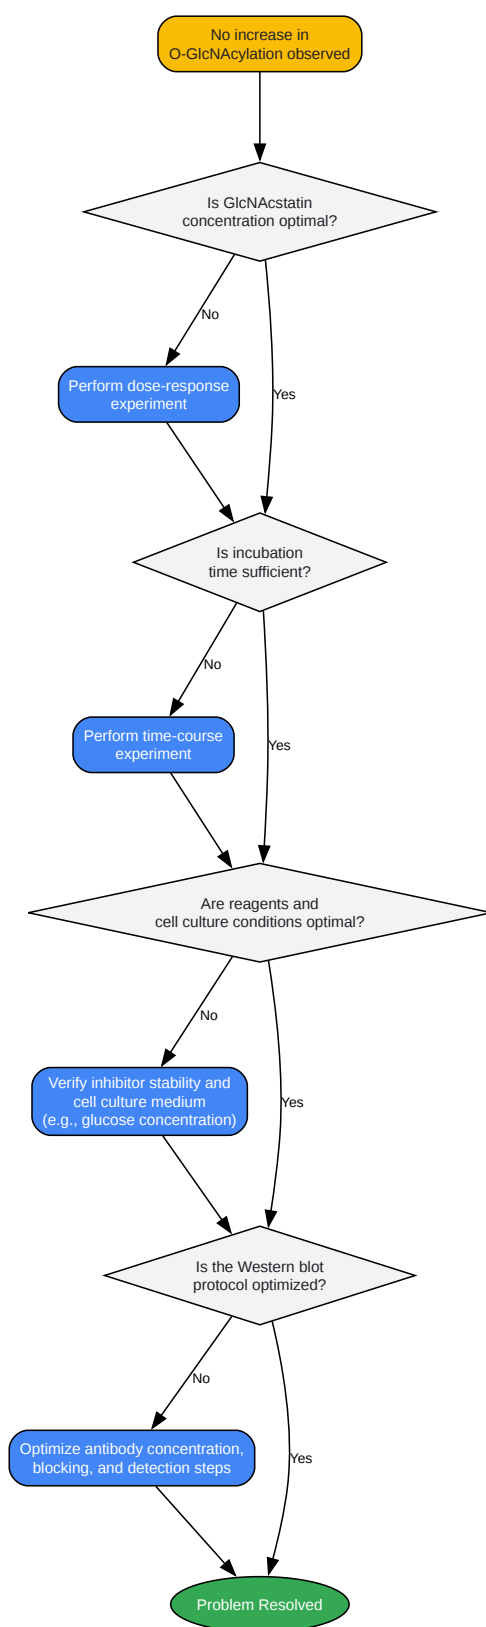 No increase in
O-GlcNAcylation observed
Is GlcNAcstatin
concentration optimal?
No
Perform dose-response
experiment
Yes
Is incubation
time sufficient?
No
Perform time-course
experiment
Yes
Are reagents and
cell culture conditions optimal?
No
Verify inhibitor stability and
cell culture medium
(e.g., glucose concentration)
Yes
Is the Western blot
protocol optimized?
No
Optimize antibody concentration,
blocking, and detection steps
Yes
Problem Resolved